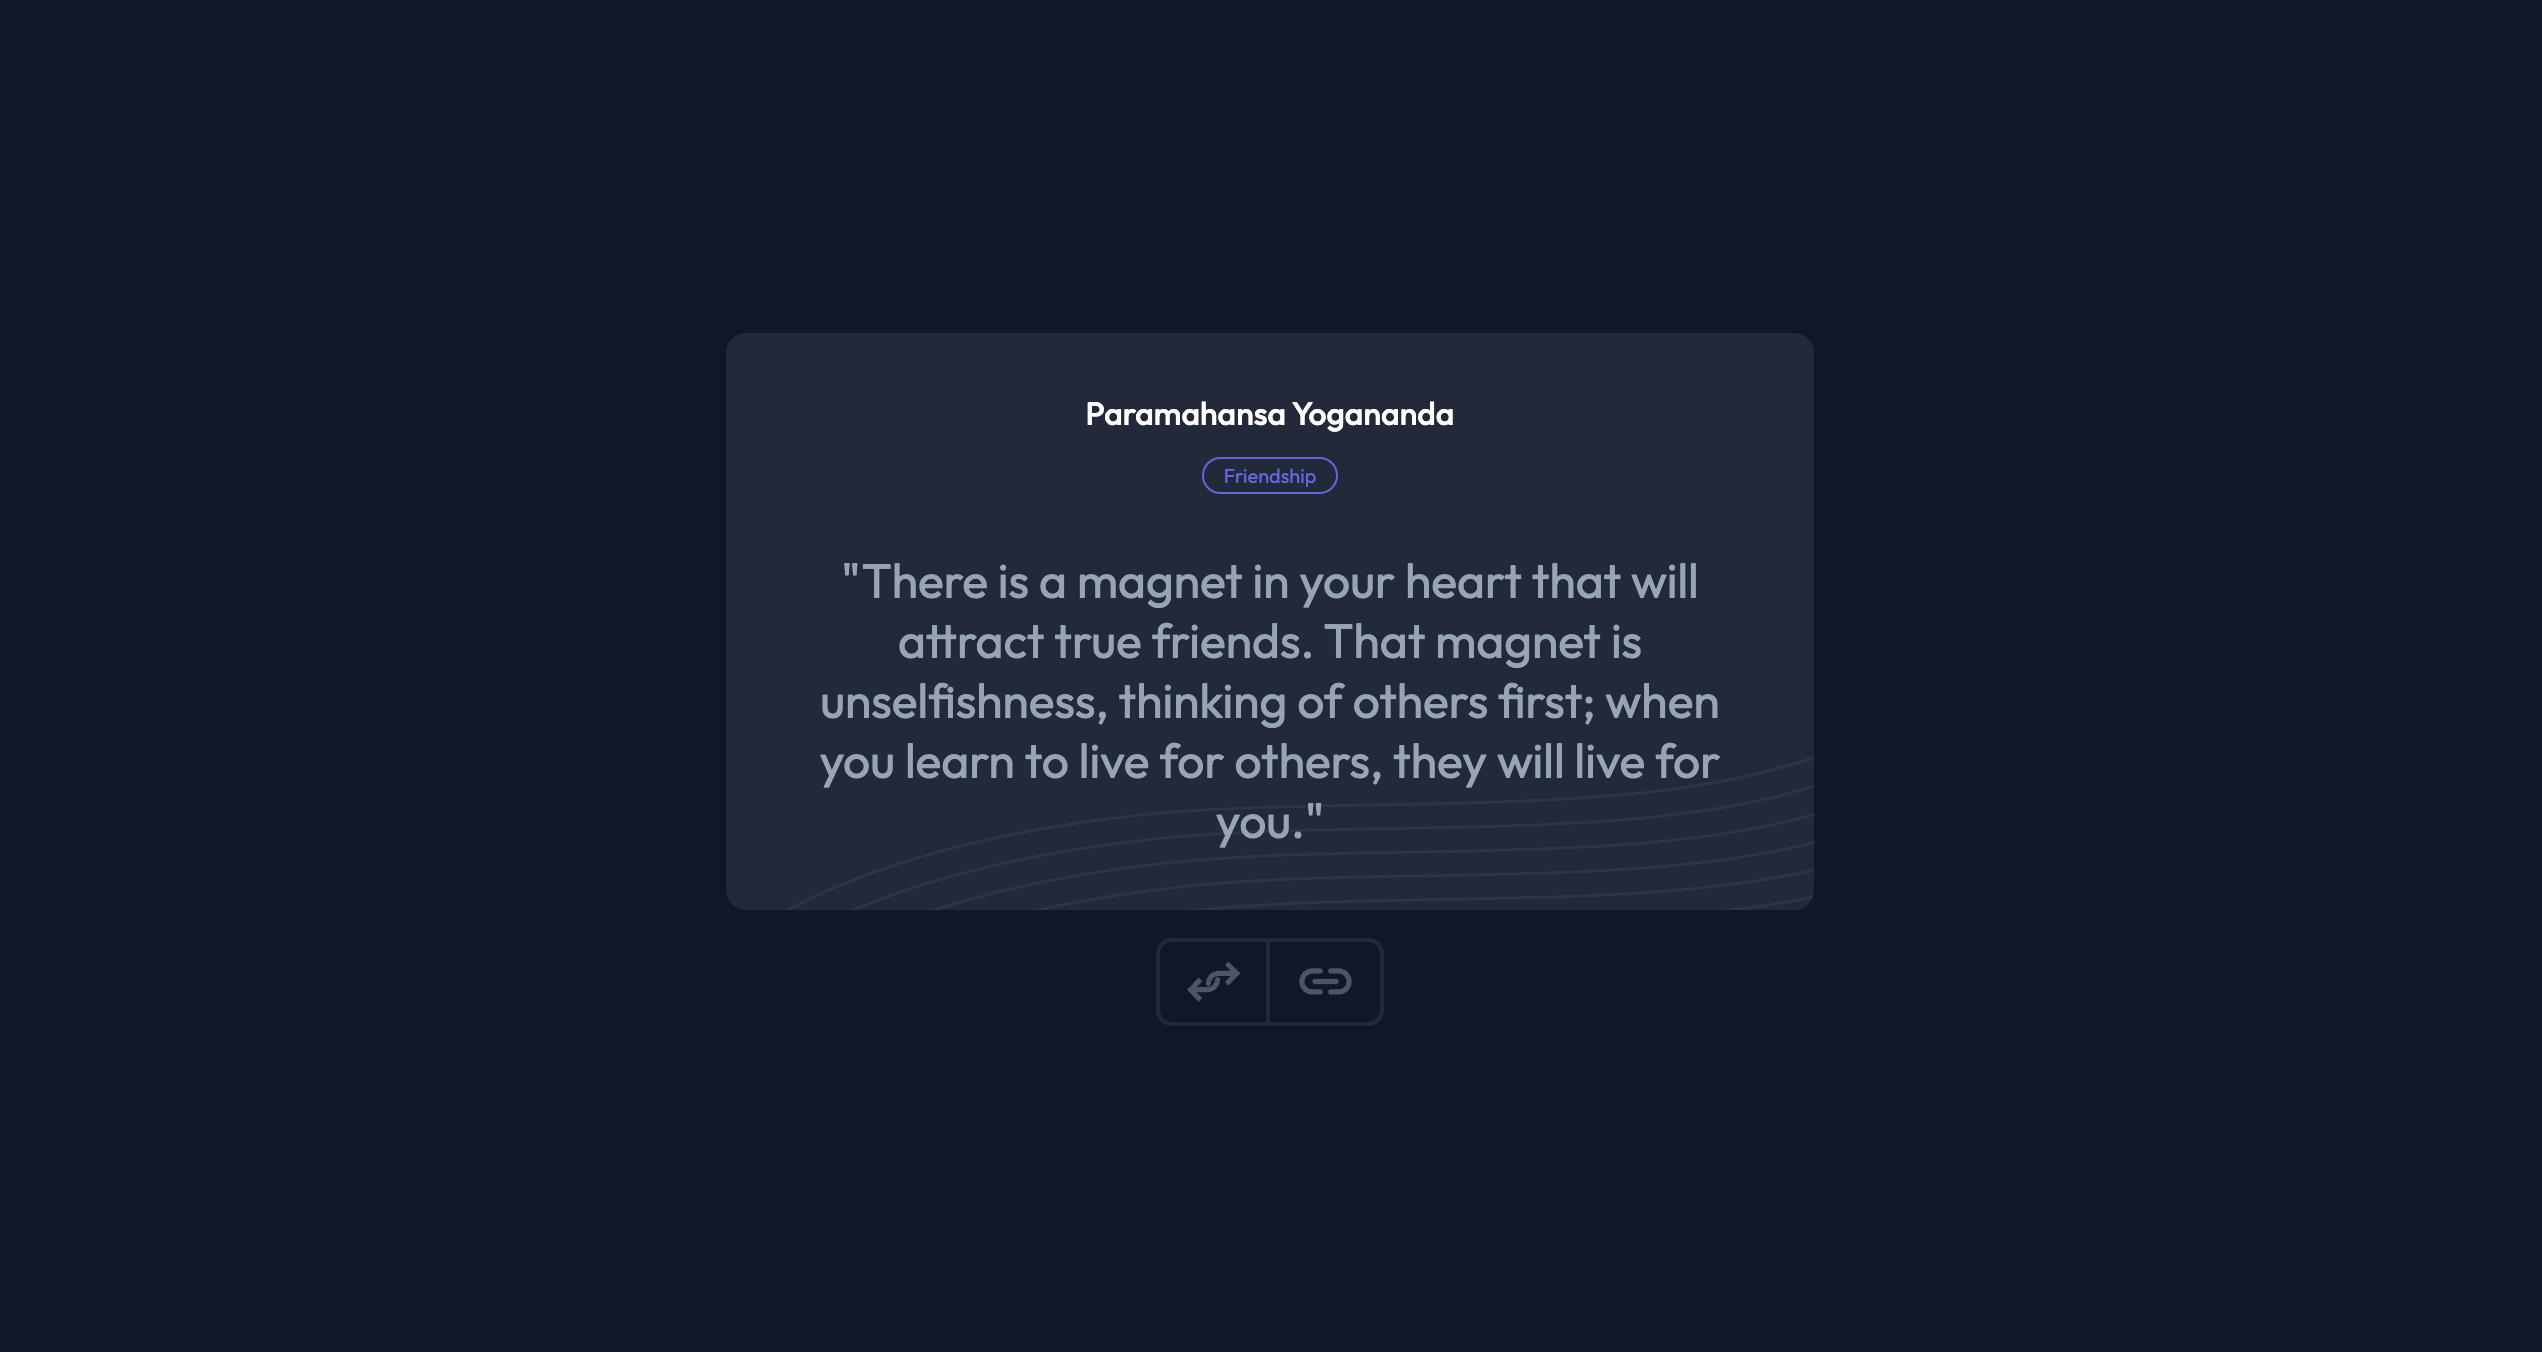 Paramahansa Yogananda
Friendship
"There is a magnet in your heart that will
attract true friends. That magnet is
unselfishness, thinking of others first; when
you learn to live for others, they will live for
you."